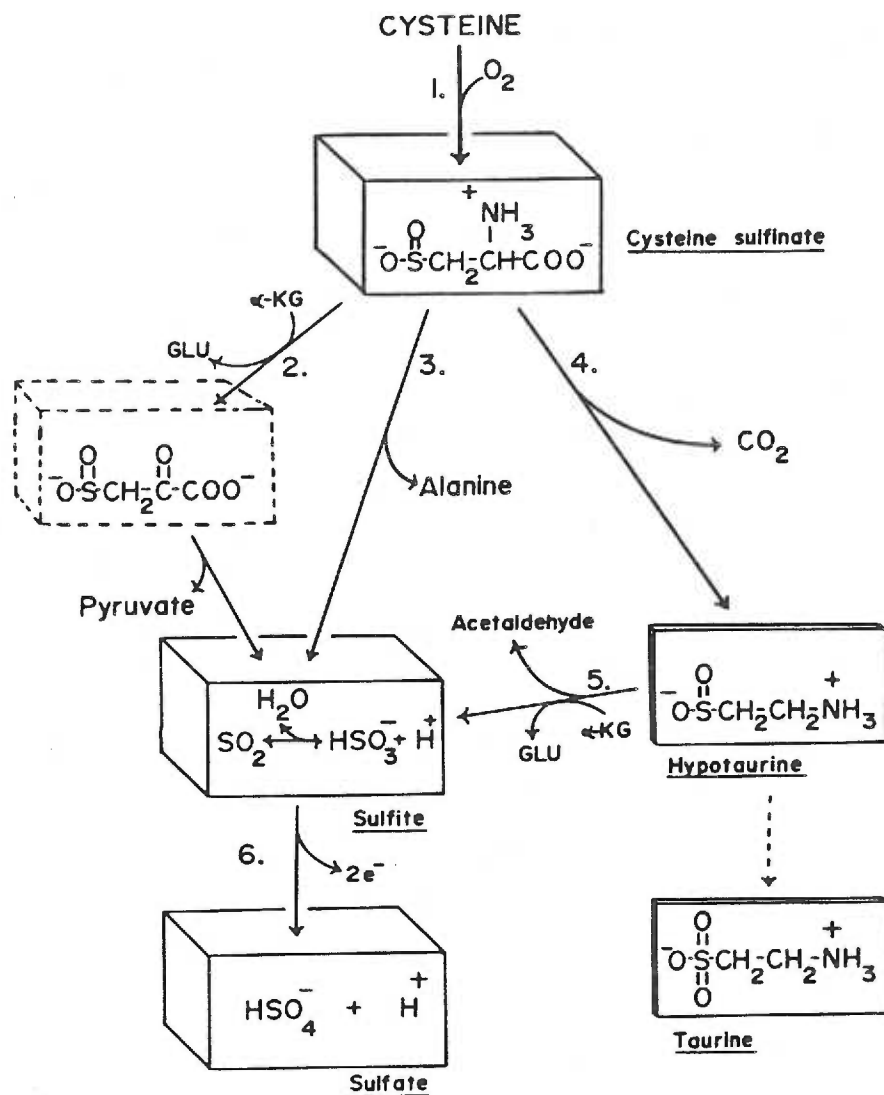 CYSTEINE
1.
O2
+
NH3
O
⁻O-S-CH2-CH-COO⁻
Cysteine sulfinate
α-KG
GLU
2.
3.
4.
CO2
O O
⁻O-S-CH2-C-COO⁻
Alanine
Pyruvate
Acetaldehyde
5.
GLU
α-KG
O +
⁻O-S-CH2-CH2-NH3
Hypotaurine
H2O
SO2 ↔ HSO3⁻ + H⁺
Sulfite
6.
2e⁻
O +
⁻O-S-CH2-CH2-NH3
O
Taurine
HSO4⁻ + H⁺
Sulfate